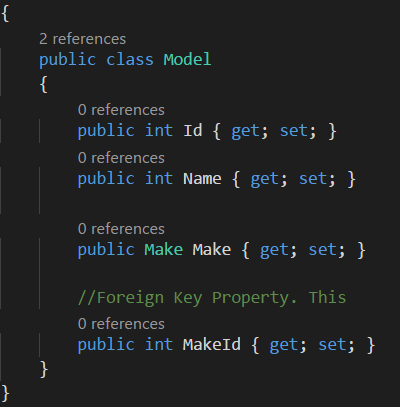 {
2 references
public class Model
{
0 references
public int Id { get; set; }
0 references
public int Name { get; set; }
0 references
public Make Make { get; set; }
//Foreign Key Property. This
0 references
public int MakeId { get; set; }
}
}